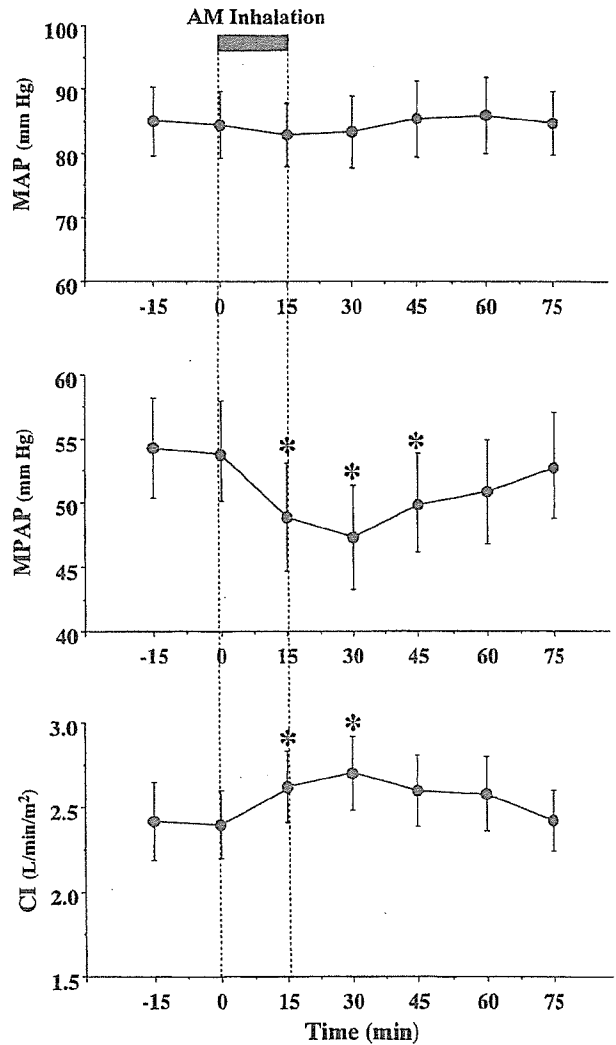 AM Inhalation
100
90
80
70
60
MAP (mm Hg)
-15 0 15 30 45 60 75
60
55
50
45
40
MPAP (mm Hg)
* * *
-15 0 15 30 45 60 75
3.0
2.5
2.0
1.5
CI (L/min/m²)
* *
-15 0 15 30 45 60 75
Time (min)